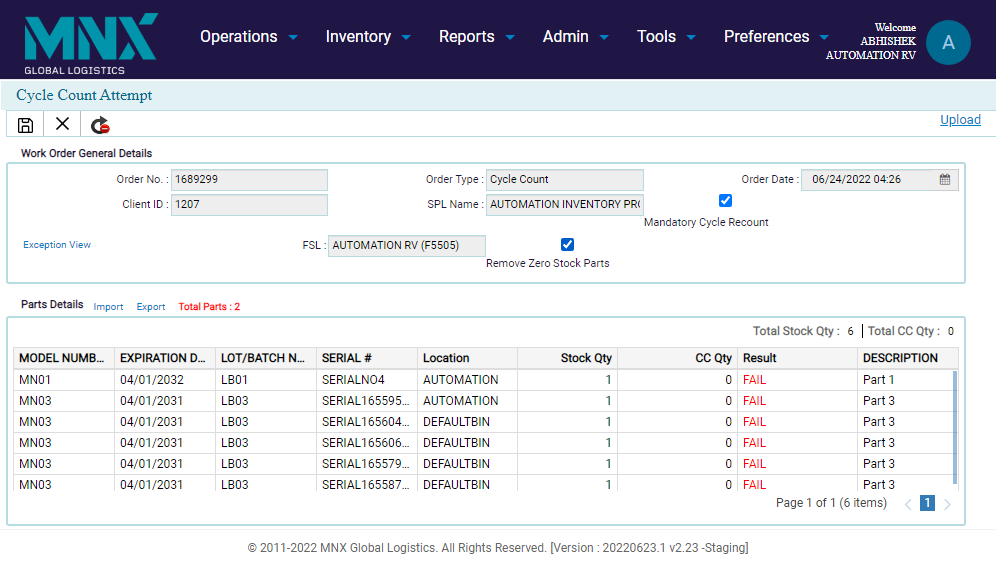 MNX
GLOBAL LOGISTICS
Operations Inventory Reports Admin Tools Preferences
Welcome
ABHISHEK
AUTOMATION RV
A
Cycle Count Attempt
Upload
Work Order General Details
Order No. : 1689299 Order Type : Cycle Count Order Date : 06/24/2022 04:26
Client ID : 1207 SPL Name : AUTOMATION INVENTORY PR
Mandatory Cycle Recount
Exception View FSL : AUTOMATION RV (F5505)
Remove Zero Stock Parts
Parts Details Import Export Total Parts : 2
Total Stock Qty : 6 Total CC Qty : 0
MODEL NUMB... EXPIRATION D... LOT/BATCH N... SERIAL # Location Stock Qty CC Qty Result DESCRIPTION
MN01 04/01/2032 LB01 SERIALNO4 AUTOMATION 1 0 FAIL Part 1
MN03 04/01/2031 LB03 SERIAL165595... AUTOMATION 1 0 FAIL Part 3
MN03 04/01/2031 LB03 SERIAL165604... DEFAULTBIN 1 0 FAIL Part 3
MN03 04/01/2031 LB03 SERIAL165606... DEFAULTBIN 1 0 FAIL Part 3
MN03 04/01/2031 LB03 SERIAL165579... DEFAULTBIN 1 0 FAIL Part 3
MN03 04/01/2031 LB03 SERIAL165587... DEFAULTBIN 1 0 FAIL Part 3
Page 1 of 1 (6 items) 1
© 2011-2022 MNX Global Logistics. All Rights Reserved. [Version : 20220623.1 v2.23 -Staging]